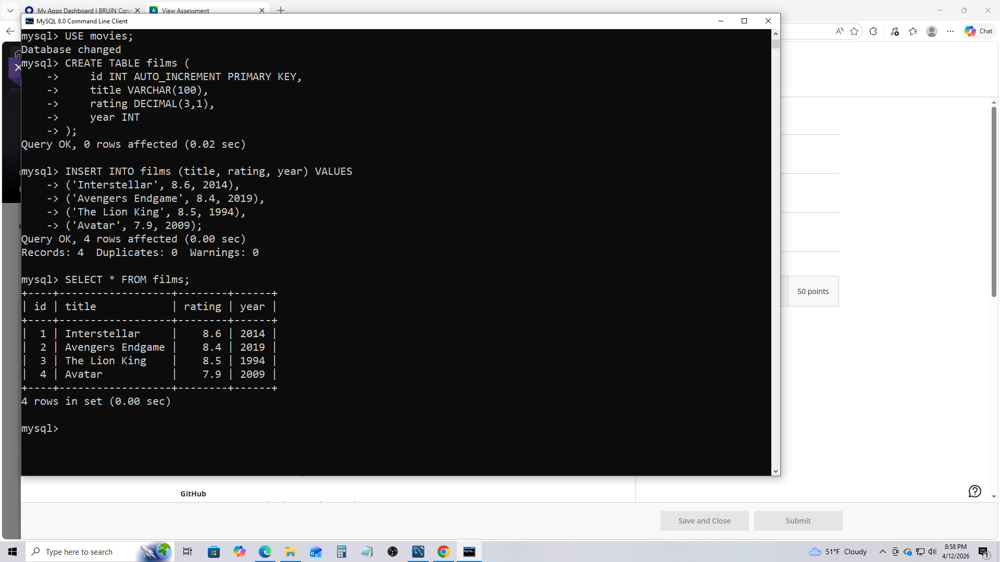 My Apps Dashboard | BRUIN Conn
View Assessment
MySQL 8.0 Command Line Client
Chat
mysql> USE movies;
Database changed
mysql> CREATE TABLE films (
    ->     id INT AUTO_INCREMENT PRIMARY KEY,
    ->     title VARCHAR(100),
    ->     rating DECIMAL(3,1),
    ->     year INT
    -> );
Query OK, 0 rows affected (0.02 sec)
mysql> INSERT INTO films (title, rating, year) VALUES
    -> ('Interstellar', 8.6, 2014),
    -> ('Avengers Endgame', 8.4, 2019),
    -> ('The Lion King', 8.5, 1994),
    -> ('Avatar', 7.9, 2009);
Query OK, 4 rows affected (0.00 sec)
Records: 4  Duplicates: 0  Warnings: 0
mysql> SELECT * FROM films;
+----+------------------+--------+------+
| id | title            | rating | year |
+----+------------------+--------+------+
|  1 | Interstellar     |    8.6 | 2014 |
|  2 | Avengers Endgame |    8.4 | 2019 |
|  3 | The Lion King    |    8.5 | 1994 |
|  4 | Avatar           |    7.9 | 2009 |
+----+------------------+--------+------+
4 rows in set (0.00 sec)
mysql>
50 points
GitHub
Save and Close
Submit
Type here to search
51°F Cloudy
8:58 PM
4/12/2026